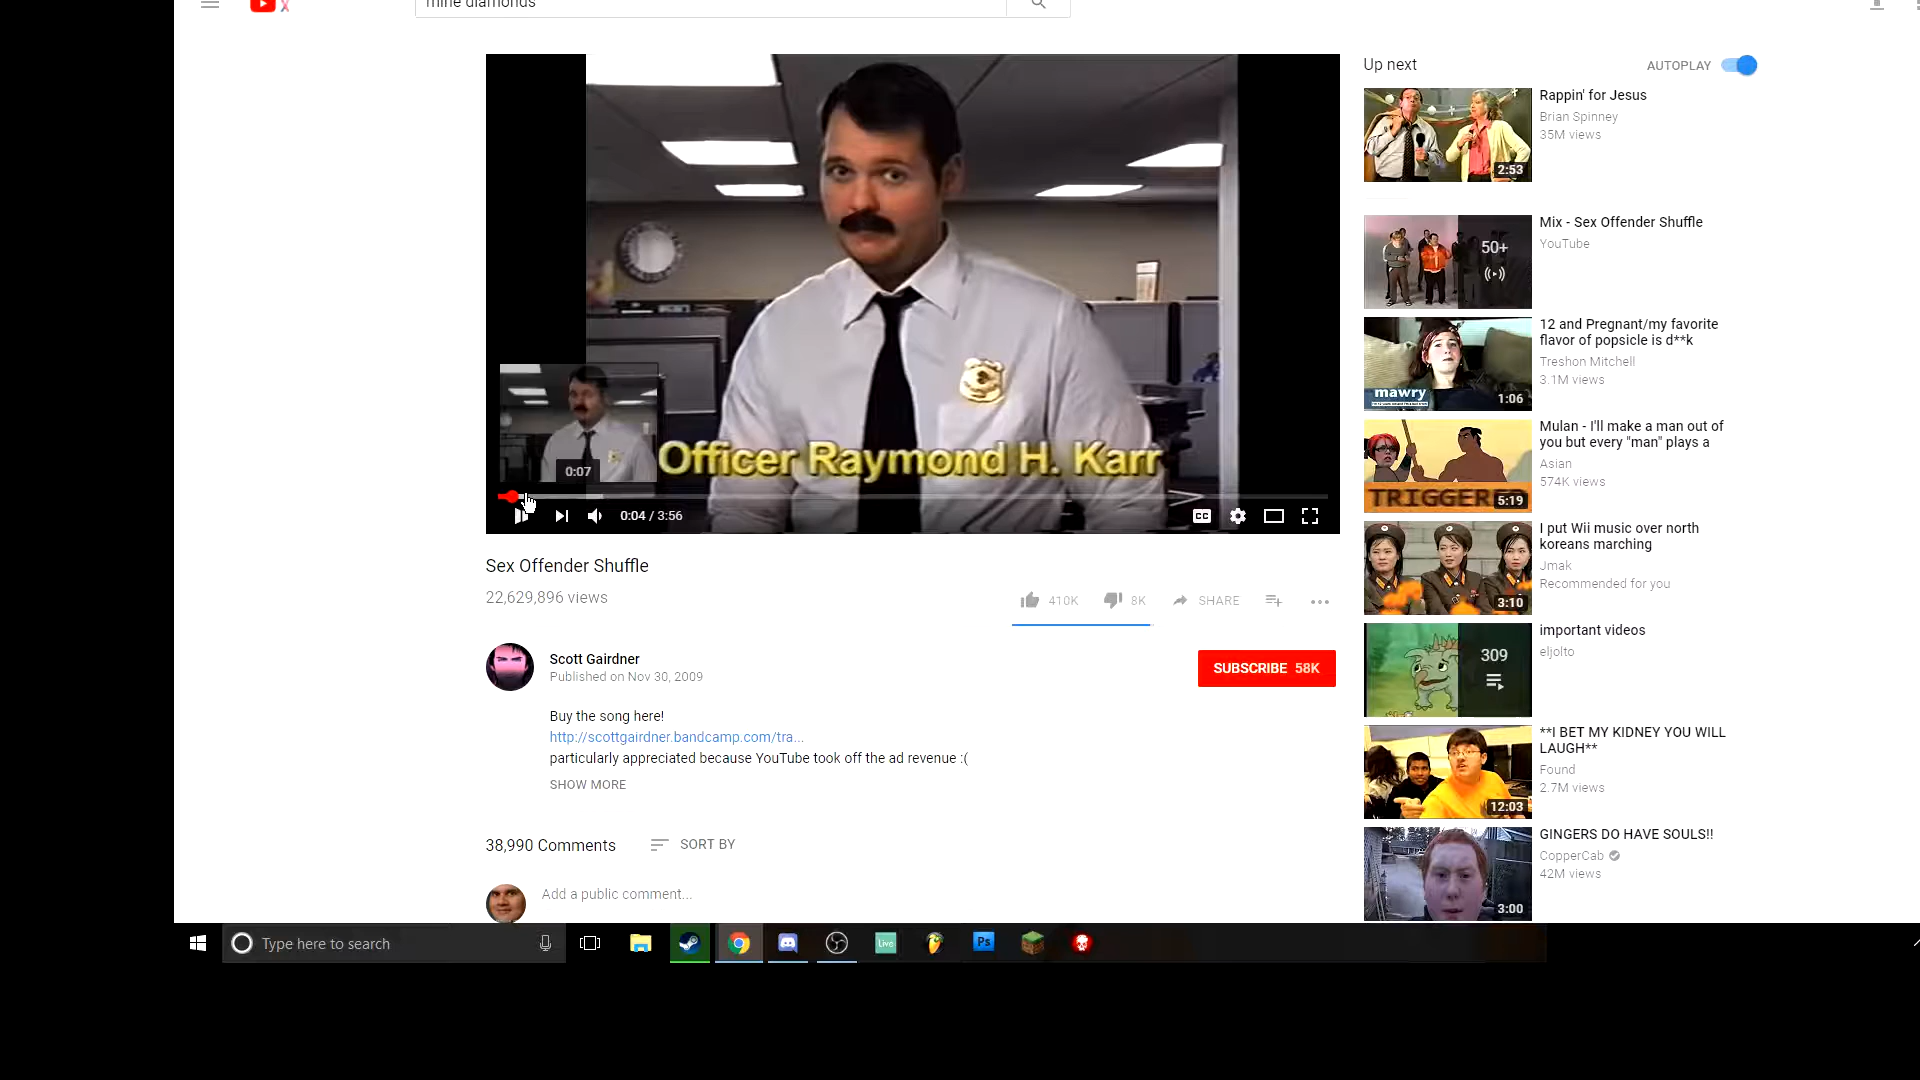 mine diamonds
Officer Raymond H. Karr
0:07
0:04 / 3:56
CC
Sex Offender Shuffle
22,629,896 views
410K
8K
SHARE
Scott Gairdner
Published on Nov 30, 2009
SUBSCRIBE 58K
Buy the song here!
http://scottgairdner.bandcamp.com/tra...
particularly appreciated because YouTube took off the ad revenue :(
SHOW MORE
38,990 Comments
SORT BY
Add a public comment...
Up next
AUTOPLAY
Rappin' for Jesus
Brian Spinney
35M views
2:53
Mix - Sex Offender Shuffle
YouTube
50+
12 and Pregnant/my favorite
flavor of popsicle is d**k
Treshon Mitchell
3.1M views
mawry
1:06
Mulan - I'll make a man out of
you but every "man" plays a
Asian
574K views
TRIGGER
5:19
I put Wii music over north
koreans marching
Jmak
Recommended for you
3:10
important videos
eljolto
309
**I BET MY KIDNEY YOU WILL
LAUGH**
Found
2.7M views
12:03
GINGERS DO HAVE SOULS!!
CopperCab
42M views
3:00
Type here to search
Live
Ps